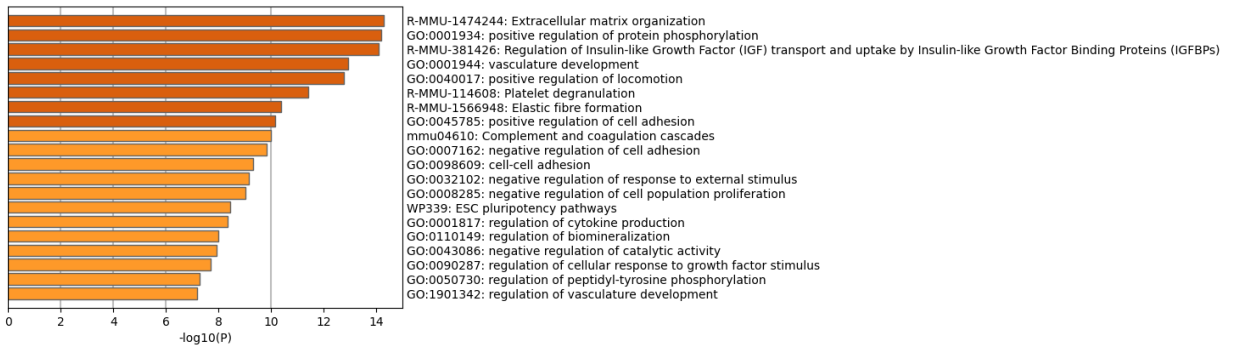 R-MMU-1474244: Extracellular matrix organization
GO:0001934: positive regulation of protein phosphorylation
R-MMU-381426: Regulation of Insulin-like Growth Factor (IGF) transport and uptake by Insulin-like Growth Factor Binding Proteins (IGFBPs)
GO:0001944: vasculature development
GO:0040017: positive regulation of locomotion
R-MMU-114608: Platelet degranulation
R-MMU-1566948: Elastic fibre formation
GO:0045785: positive regulation of cell adhesion
mmu04610: Complement and coagulation cascades
GO:0007162: negative regulation of cell adhesion
GO:0098609: cell-cell adhesion
GO:0032102: negative regulation of response to external stimulus
GO:0008285: negative regulation of cell population proliferation
WP339: ESC pluripotency pathways
GO:0001817: regulation of cytokine production
GO:0110149: regulation of biomineralization
GO:0043086: negative regulation of catalytic activity
GO:0090287: regulation of cellular response to growth factor stimulus
GO:0050730: regulation of peptidyl-tyrosine phosphorylation
GO:1901342: regulation of vasculature development
0 2 4 6 8 10 12 14
-log10(P)